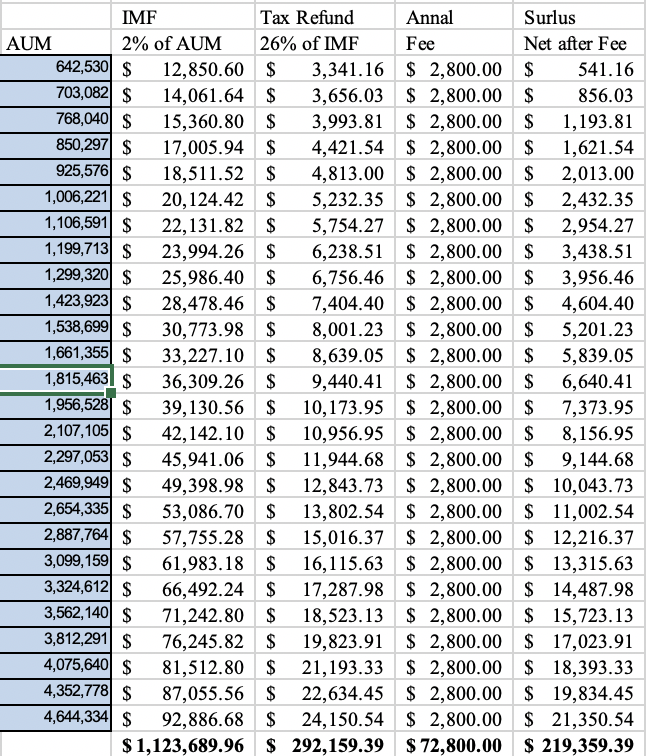 IMF Tax Refund Annal Surlus
AUM 2% of AUM 26% of IMF Fee Net after Fee
642,530 $ 12,850.60 $ 3,341.16 $ 2,800.00 $ 541.16
703,082 $ 14,061.64 $ 3,656.03 $ 2,800.00 $ 856.03
768,040 $ 15,360.80 $ 3,993.81 $ 2,800.00 $ 1,193.81
850,297 $ 17,005.94 $ 4,421.54 $ 2,800.00 $ 1,621.54
925,576 $ 18,511.52 $ 4,813.00 $ 2,800.00 $ 2,013.00
1,006,221 $ 20,124.42 $ 5,232.35 $ 2,800.00 $ 2,432.35
1,106,591 $ 22,131.82 $ 5,754.27 $ 2,800.00 $ 2,954.27
1,199,713 $ 23,994.26 $ 6,238.51 $ 2,800.00 $ 3,438.51
1,299,320 $ 25,986.40 $ 6,756.46 $ 2,800.00 $ 3,956.46
1,423,923 $ 28,478.46 $ 7,404.40 $ 2,800.00 $ 4,604.40
1,538,699 $ 30,773.98 $ 8,001.23 $ 2,800.00 $ 5,201.23
1,661,355 $ 33,227.10 $ 8,639.05 $ 2,800.00 $ 5,839.05
1,815,463 $ 36,309.26 $ 9,440.41 $ 2,800.00 $ 6,640.41
1,956,528 $ 39,130.56 $ 10,173.95 $ 2,800.00 $ 7,373.95
2,107,105 $ 42,142.10 $ 10,956.95 $ 2,800.00 $ 8,156.95
2,297,053 $ 45,941.06 $ 11,944.68 $ 2,800.00 $ 9,144.68
2,469,949 $ 49,398.98 $ 12,843.73 $ 2,800.00 $ 10,043.73
2,654,335 $ 53,086.70 $ 13,802.54 $ 2,800.00 $ 11,002.54
2,887,764 $ 57,755.28 $ 15,016.37 $ 2,800.00 $ 12,216.37
3,099,159 $ 61,983.18 $ 16,115.63 $ 2,800.00 $ 13,315.63
3,324,612 $ 66,492.24 $ 17,287.98 $ 2,800.00 $ 14,487.98
3,562,140 $ 71,242.80 $ 18,523.13 $ 2,800.00 $ 15,723.13
3,812,291 $ 76,245.82 $ 19,823.91 $ 2,800.00 $ 17,023.91
4,075,640 $ 81,512.80 $ 21,193.33 $ 2,800.00 $ 18,393.33
4,352,778 $ 87,055.56 $ 22,634.45 $ 2,800.00 $ 19,834.45
4,644,334 $ 92,886.68 $ 24,150.54 $ 2,800.00 $ 21,350.54
$ 1,123,689.96 $ 292,159.39 $ 72,800.00 $ 219,359.39